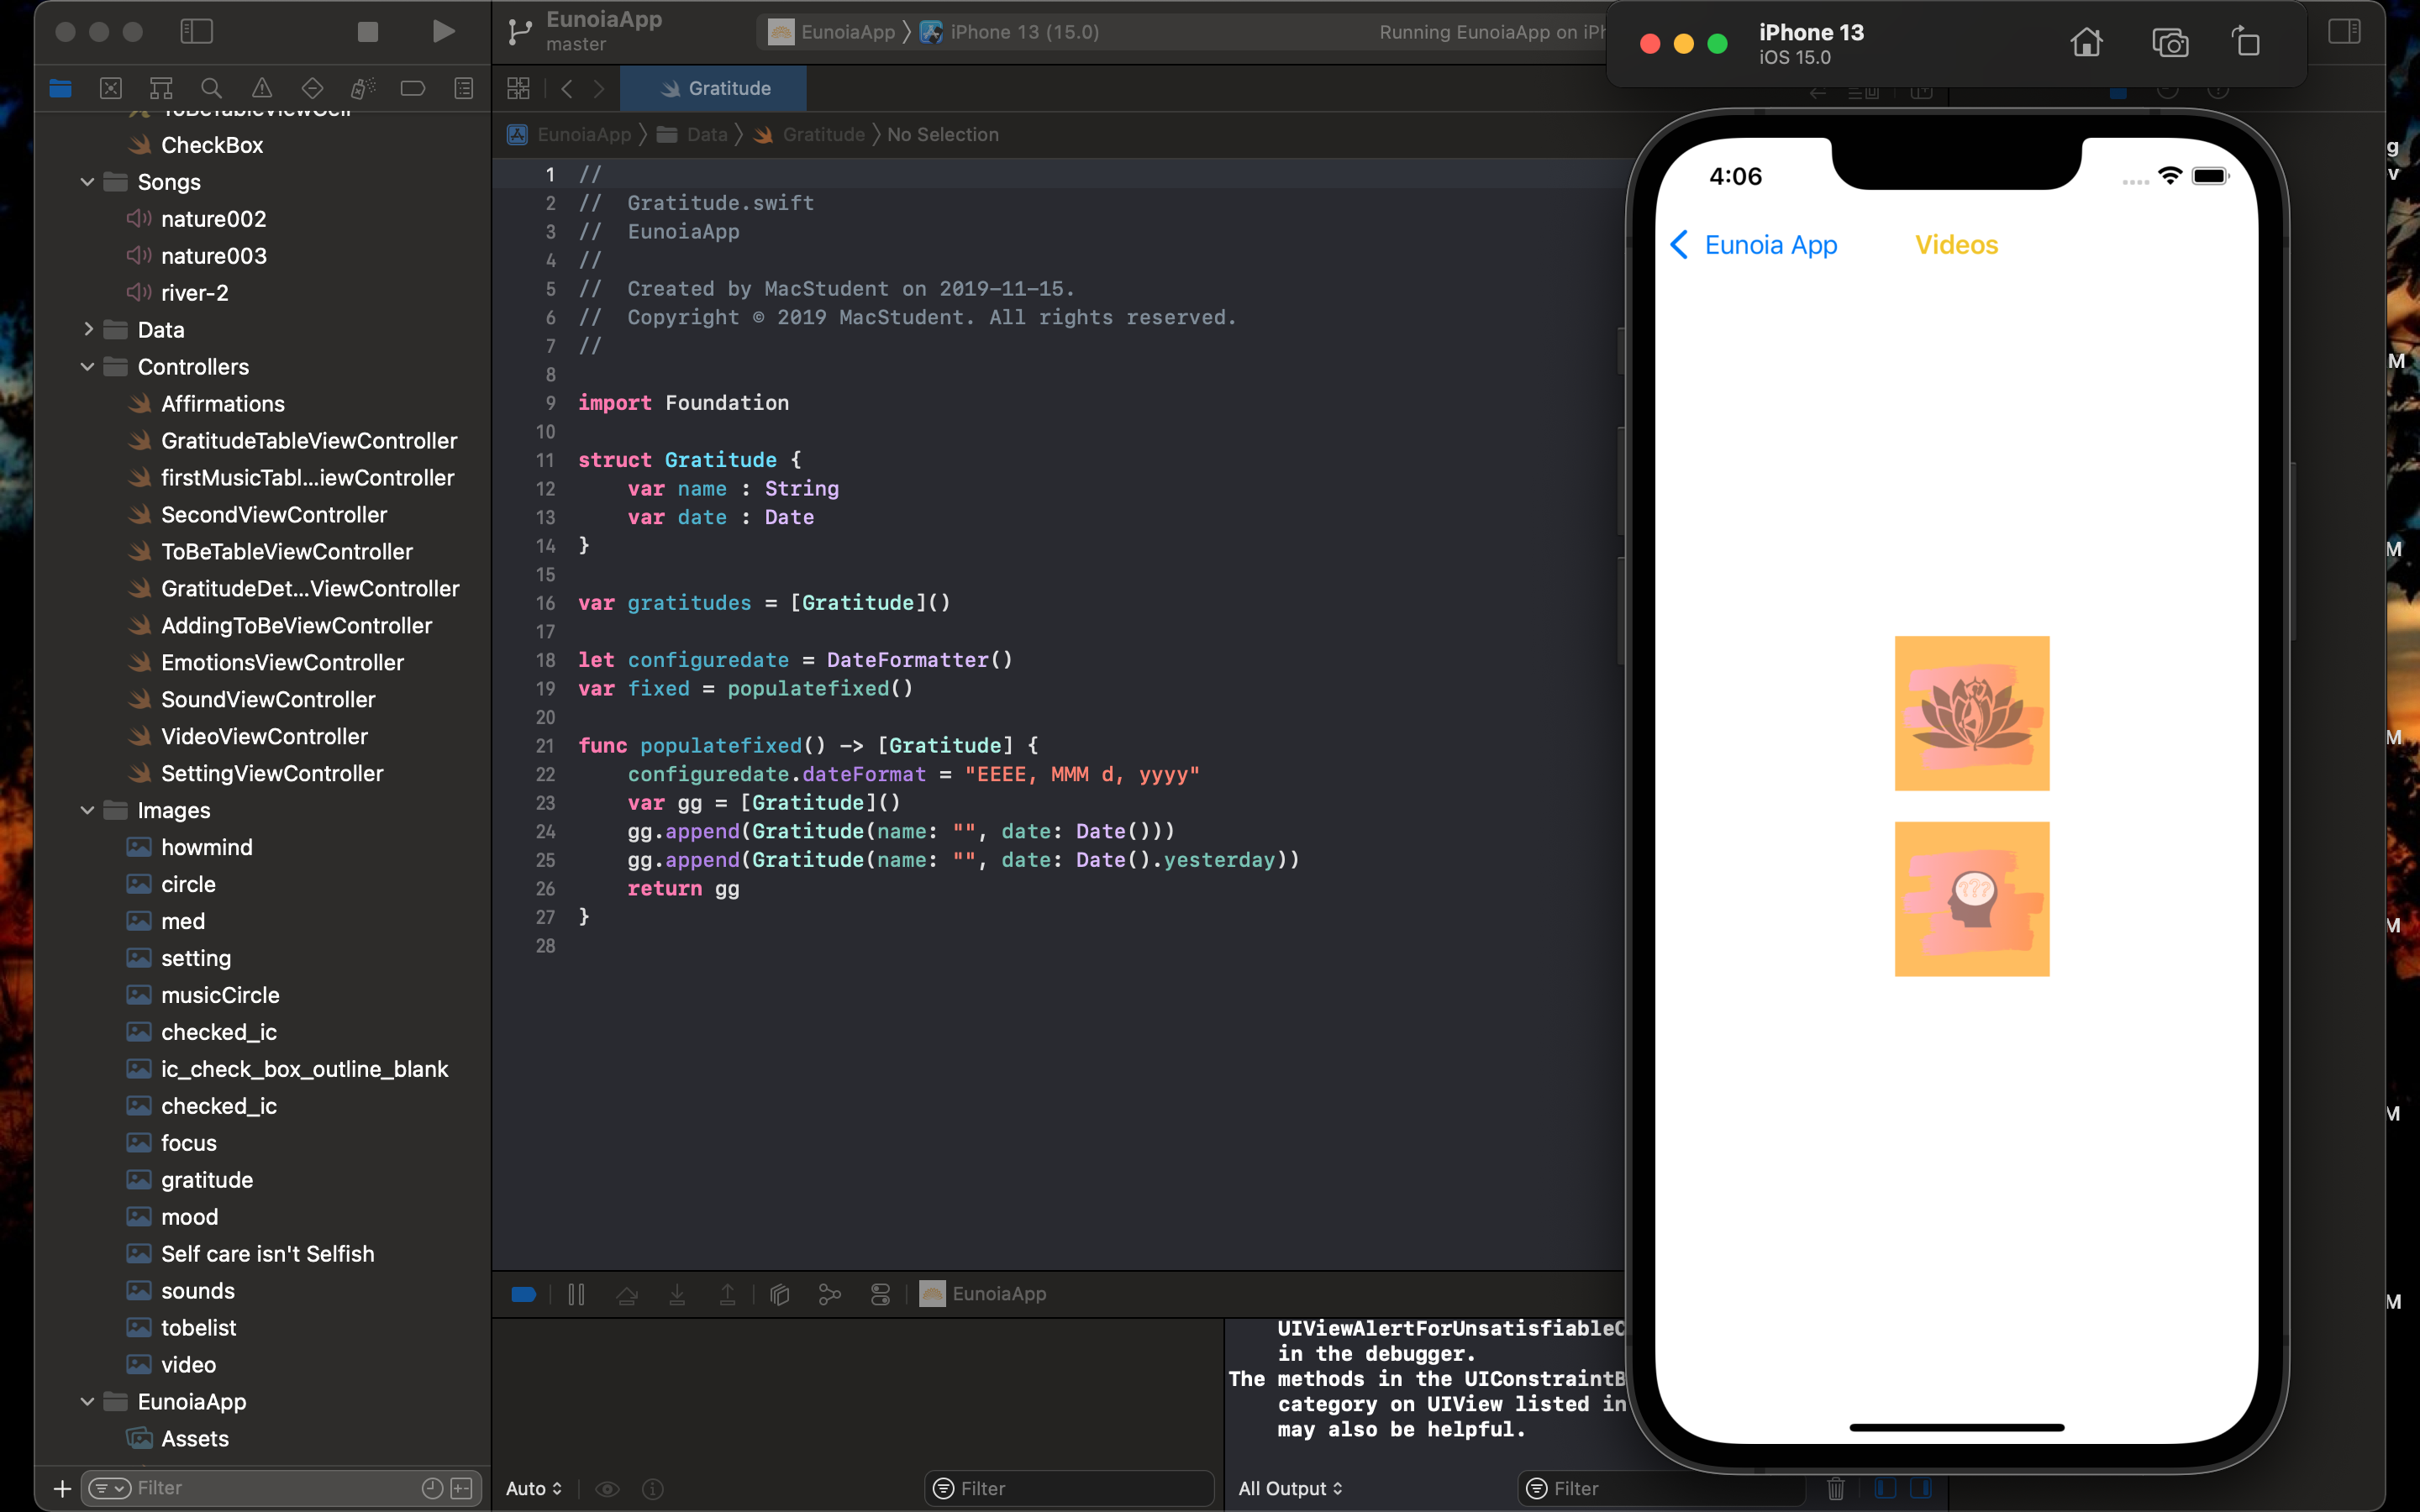 EunoiaApp
master
EunoiaApp
iPhone 13 (15.0)
Running EunoiaApp on
iPhone 13
iOS 15.0
Gratitude
EunoiaApp
Data
Gratitude
No Selection
ToBeTableViewCell
CheckBox
Songs
nature002
nature003
river-2
Data
Controllers
Affirmations
GratitudeTableViewController
firstMusicTabl...iewController
SecondViewController
ToBeTableViewController
GratitudeDet...ViewController
AddingToBeViewController
EmotionsViewController
SoundViewController
VideoViewController
SettingViewController
Images
howmind
circle
med
setting
musicCircle
checked_ic
ic_check_box_outline_blank
checked_ic
focus
gratitude
mood
Self care isn't Selfish
sounds
tobelist
video
EunoiaApp
Assets
Filter
1 //
2 //  Gratitude.swift
3 //  EunoiaApp
4 //
5 //  Created by MacStudent on 2019-11-15.
6 //  Copyright © 2019 MacStudent. All rights reserved.
7 //
8
9 import Foundation
10
11 struct Gratitude {
12     var name : String
13     var date : Date
14 }
15
16 var gratitudes = [Gratitude]()
17
18 let configuredate = DateFormatter()
19 var fixed = populatefixed()
20
21 func populatefixed() -> [Gratitude] {
22     configuredate.dateFormat = "EEEE, MMM d, yyyy"
23     var gg = [Gratitude]()
24     gg.append(Gratitude(name: "", date: Date()))
25     gg.append(Gratitude(name: "", date: Date().yesterday))
26     return gg
27 }
28
EunoiaApp
UIViewAlertForUnsatisfiableC
in the debugger.
The methods in the UIConstraintB
category on UIView listed in
may also be helpful.
Auto
Filter
All Output
Filter
4:06
Eunoia App
Videos
???
g
v
M
M
M
M
M
M